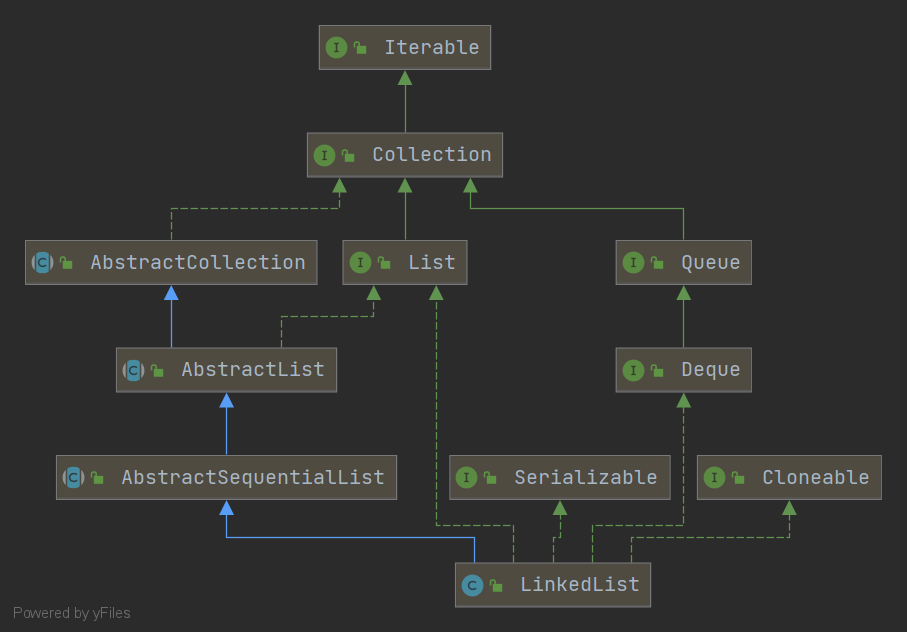 Iterable
Collection
AbstractCollection
List
Queue
AbstractList
Deque
AbstractSequentialList
Serializable
Cloneable
LinkedList
Powered by yFiles